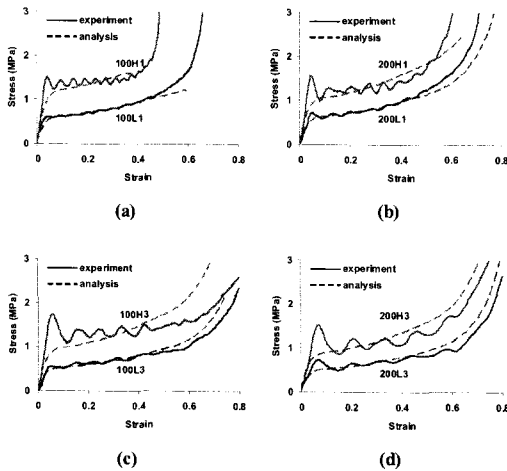 3
2
1
0
Stress (MPa)
experiment
analysis
100H1
100L1
0 0.2 0.4 0.6 0.8
Strain
(a)
3
2
1
0
Stress (MPa)
experiment
analysis
200H1
200L1
0 0.2 0.4 0.6 0.8
Strain
(b)
3
2
1
0
Stress (MPa)
experiment
analysis
100H3
100L3
0 0.2 0.4 0.6 0.8
Strain
(c)
3
2
1
0
Stress (MPa)
experiment
analysis
200H3
200L3
0 0.2 0.4 0.6 0.8
Strain
(d)